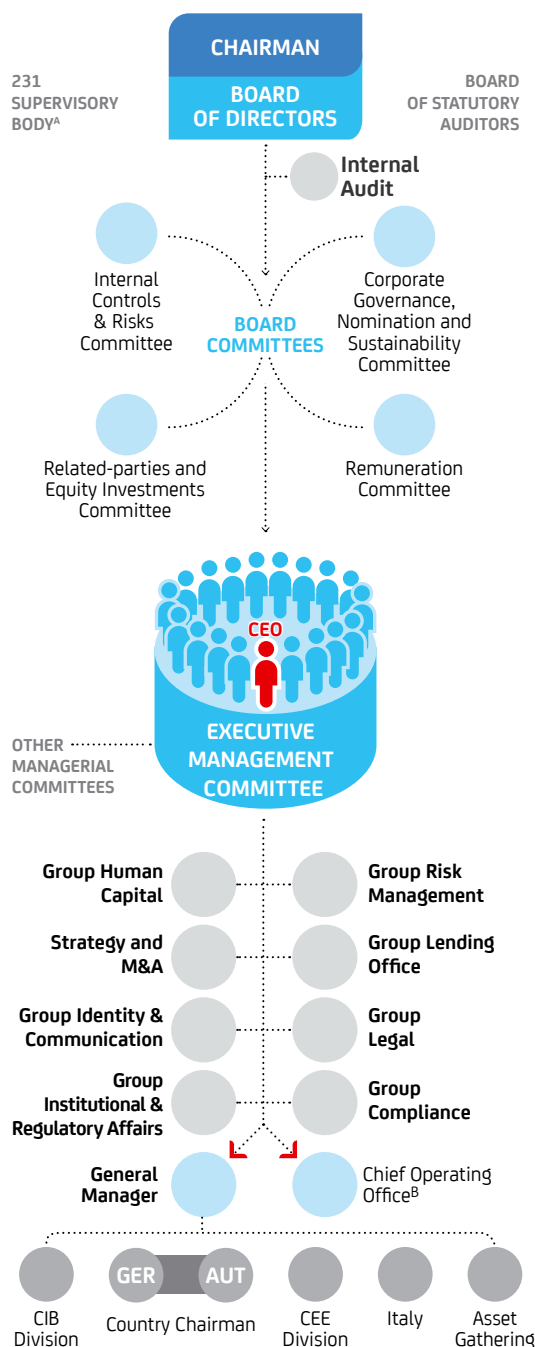 CHAIRMAN
BOARD
OF DIRECTORS
231
SUPERVISORY
BODYᴬ
BOARD
OF STATUTORY
AUDITORS
Internal
Audit
Internal
Controls
& Risks
Committee
Corporate
Governance,
Nomination and
Sustainability
Committee
BOARD
COMMITTEES
Related-parties and
Equity Investments
Committee
Remuneration
Committee
CEO
EXECUTIVE
MANAGEMENT
COMMITTEE
OTHER
MANAGERIAL
COMMITTEES
Group Human
Capital
Group Risk
Management
Strategy and
M&A
Group Lending
Office
Group Identity &
Communication
Group
Legal
Group
Institutional &
Regulatory Affairs
Group
Compliance
General
Manager
Chief Operating
Officeᴮ
GER
AUT
CIB
Division
Country Chairman
CEE
Division
Italy
Asset
Gathering